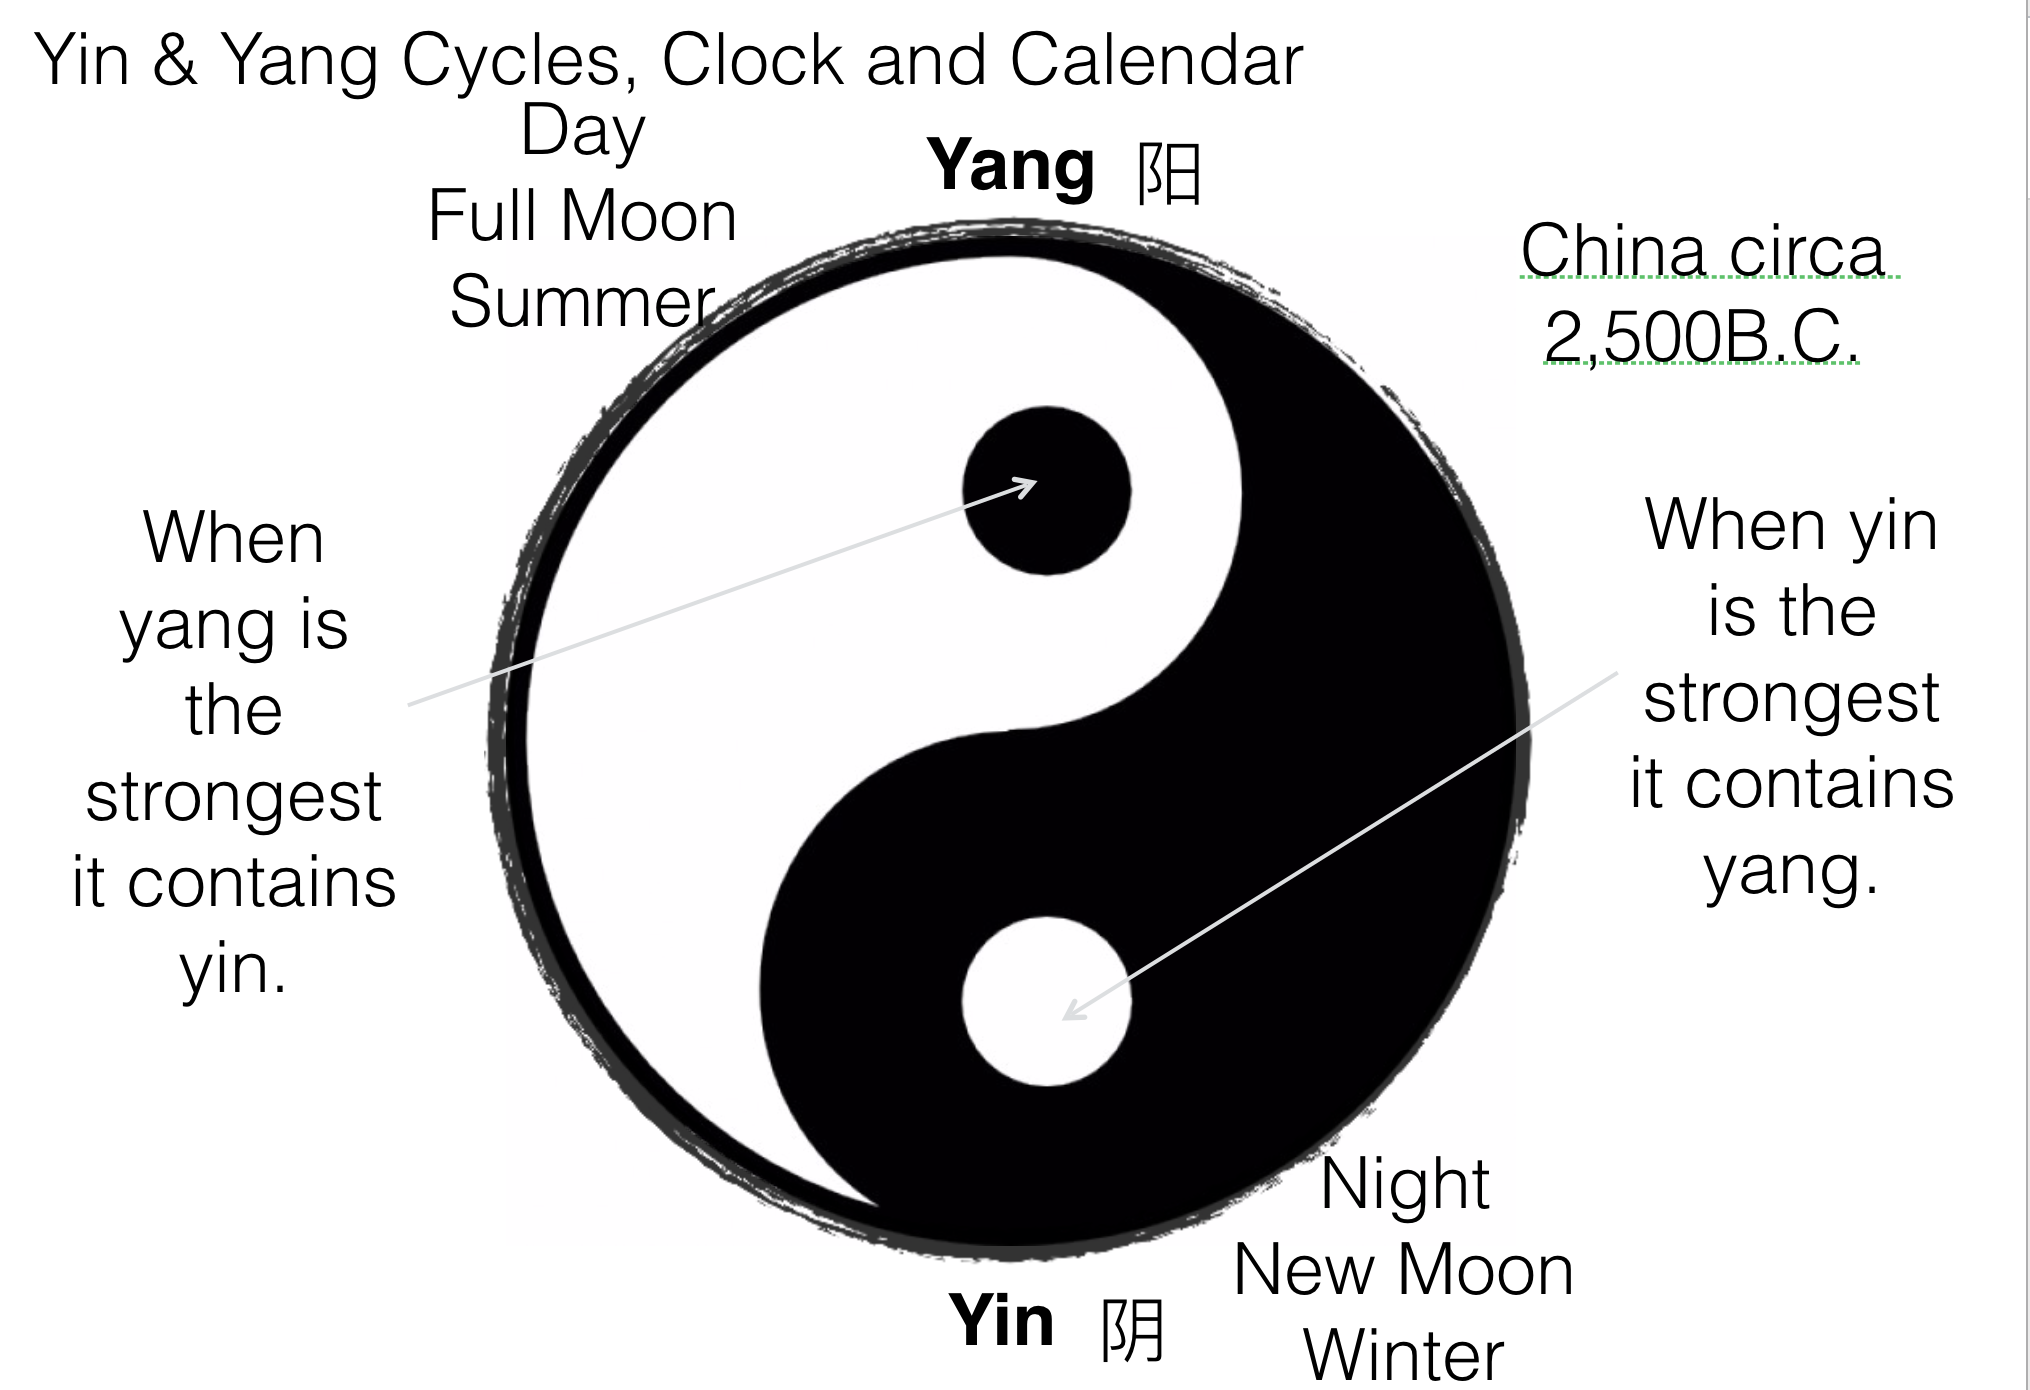 Yin & Yang Cycles, Clock and Calendar
Day
Full Moon
Summer
Yang 阳
China circa
2,500B.C.
When
yang is
the
strongest
it contains
yin.
When yin
is the
strongest
it contains
yang.
Night
New Moon
Winter
Yin 阴